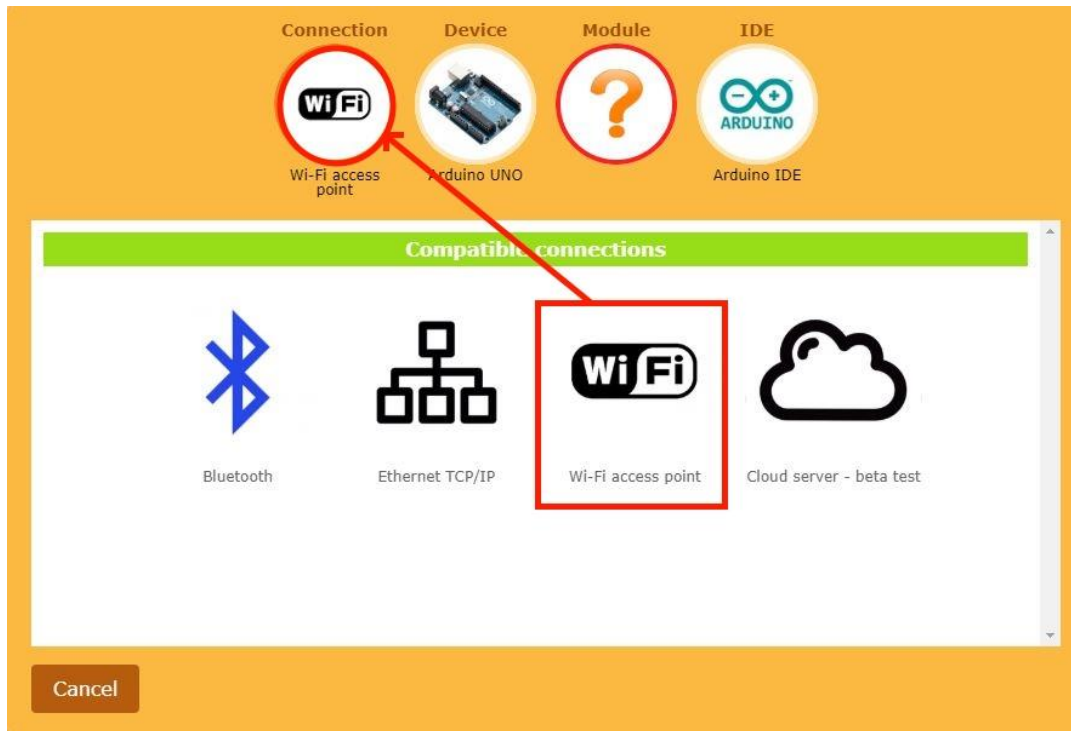 Connection Device Module IDE
Wi Fi
ARDUINO
Wi-Fi access point
Arduino UNO
Arduino IDE
Compatible connections
Wi Fi
Bluetooth
Ethernet TCP/IP
Wi-Fi access point
Cloud server - beta test
Cancel